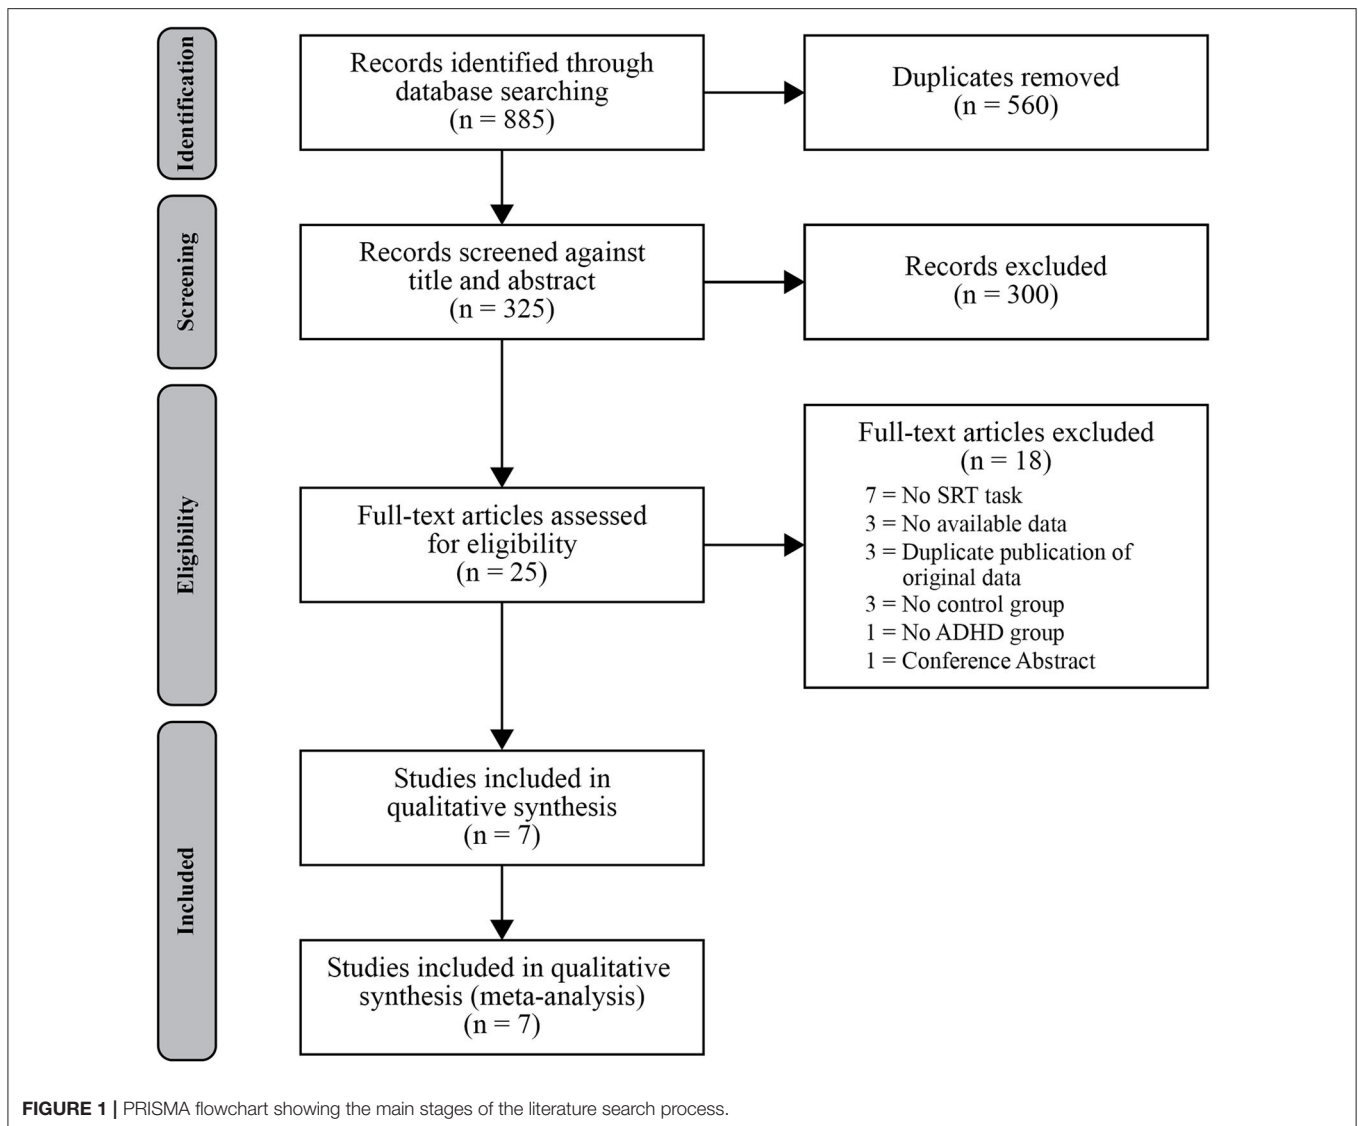 Identification
Records identified through
database searching
(n = 885)
Duplicates removed
(n = 560)
Screening
Records screened against
title and abstract
(n = 325)
Records excluded
(n = 300)
Eligibility
Full-text articles assessed
for eligibility
(n = 25)
Full-text articles excluded
(n = 18)
7 = No SRT task
3 = No available data
3 = Duplicate publication of
original data
3 = No control group
1 = No ADHD group
1 = Conference Abstract
Included
Studies included in
qualitative synthesis
(n = 7)
Studies included in qualitative
synthesis (meta-analysis)
(n = 7)
FIGURE 1 | PRISMA flowchart showing the main stages of the literature search process.